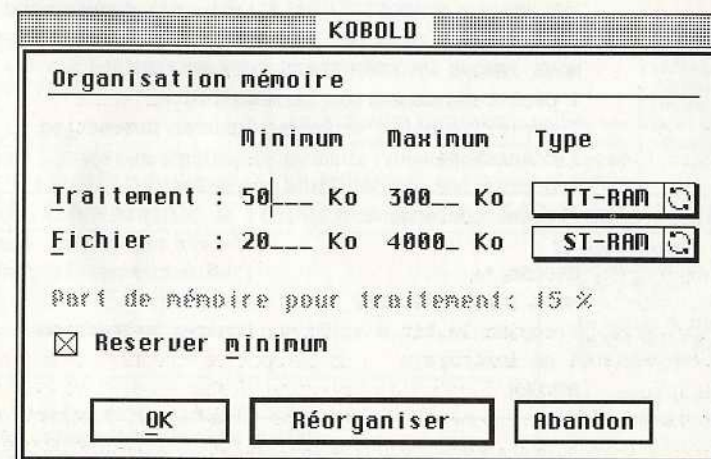 KOBOLD
Organisation mémoire
Minimum Maximum Type
Traitement : 50___ Ko 300__ Ko TT-RAM
Fichier : 20___ Ko 4000_ Ko ST-RAM
Part de mémoire pour traitement: 15 %
Reserver minimum
OK Réorganiser Abandon